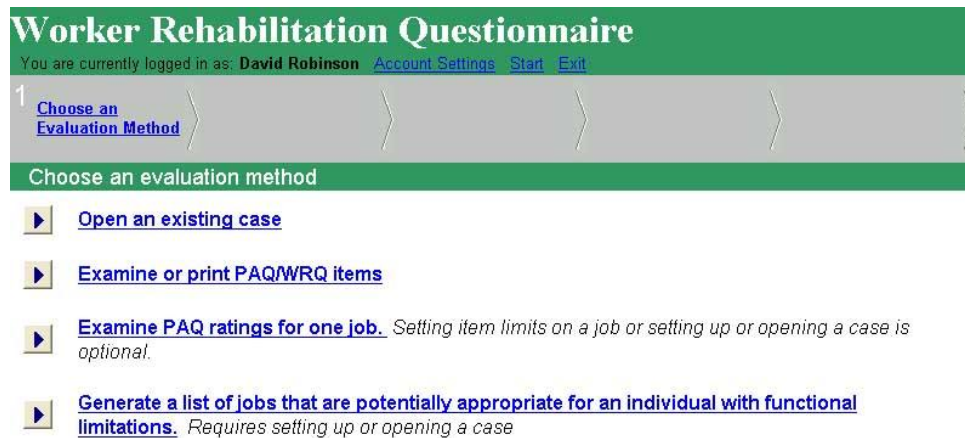 Worker Rehabilitation Questionnaire
You are currently logged in as: David Robinson Account Settings Start Exit
1
Choose an
Evaluation Method
Choose an evaluation method
Open an existing case
Examine or print PAQ/WRQ items
Examine PAQ ratings for one job. Setting item limits on a job or setting up or opening a case is
optional.
Generate a list of jobs that are potentially appropriate for an individual with functional
limitations. Requires setting up or opening a case